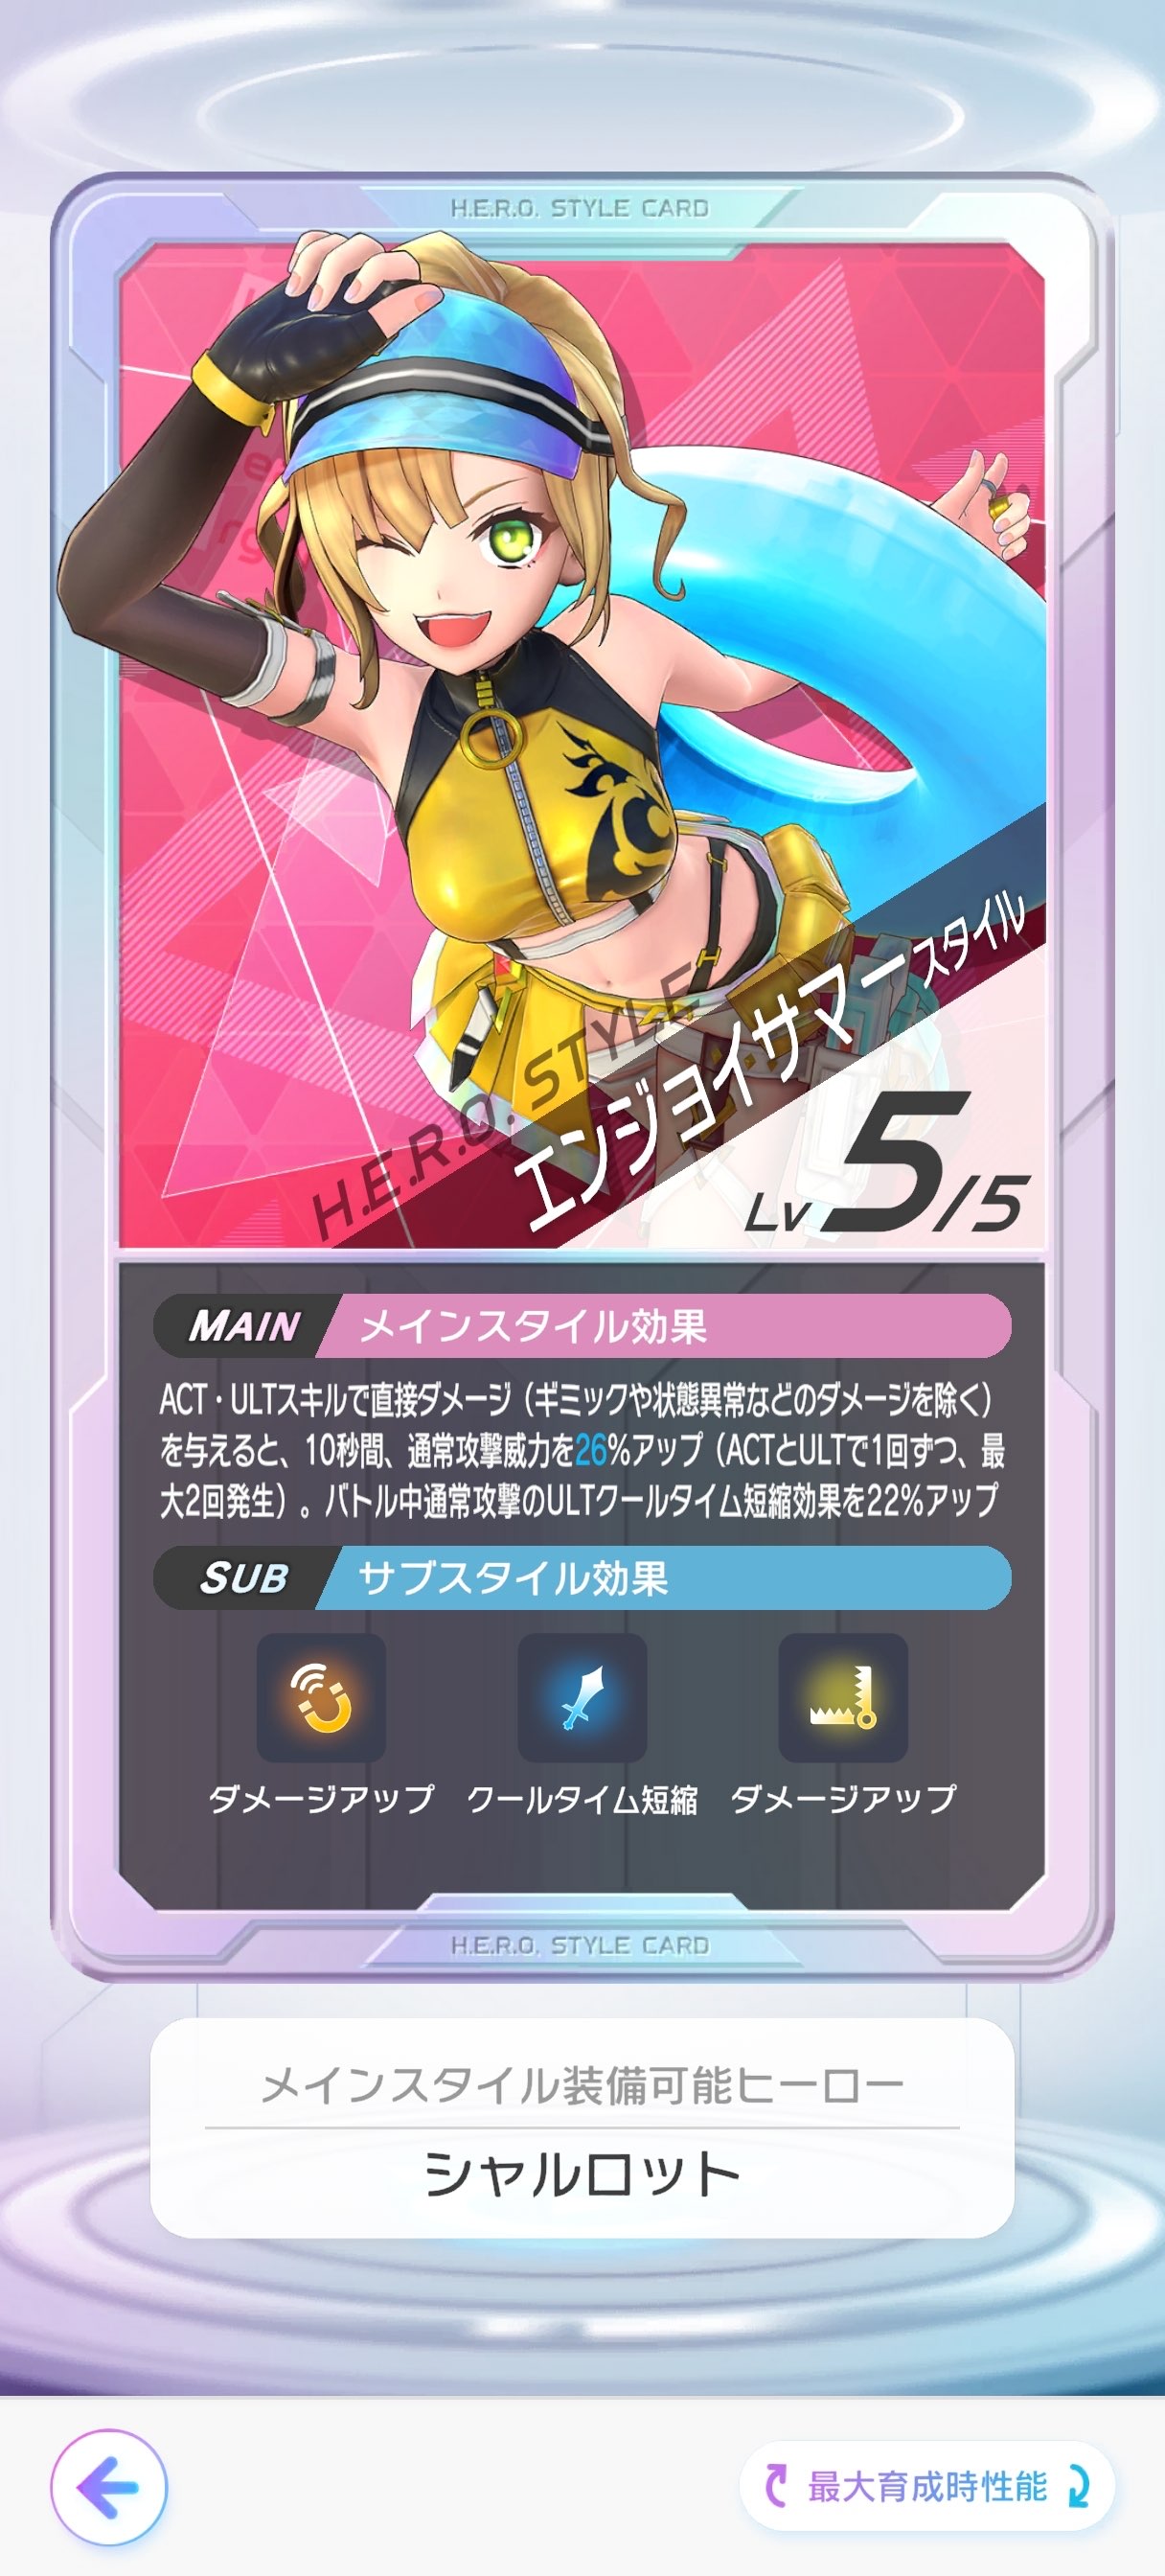 H.E.R.O. STYLE CARD
エンジョイサマースタイル
H.E.R.O. STYLE
Lv 5/5
MAIN メインスタイル効果
ACT・ULTスキルで直接ダメージ（ギミックや状態異常などのダメージを除く）
を与えると、10秒間、通常攻撃威力を26%アップ（ACTとULTで1回ずつ、最
大2回発生）。バトル中通常攻撃のULTクールタイム短縮効果を22%アップ
SUB サブスタイル効果
ダメージアップ クールタイム短縮 ダメージアップ
H.E.R.O. STYLE CARD
メインスタイル装備可能ヒーロー
シャルロット
最大育成時性能